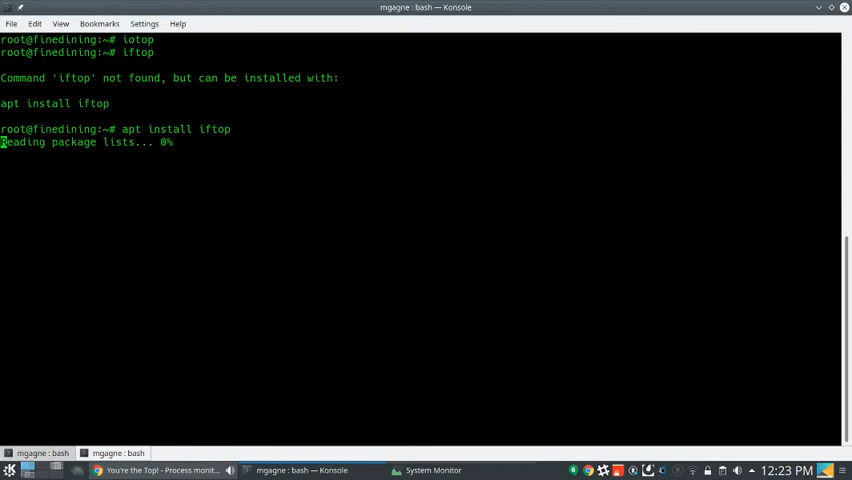 mgagne : bash — Konsole
File Edit View Bookmarks Settings Help
root@finedining:~# iotop
root@finedining:~# iftop
Command 'iftop' not found, but can be installed with:
apt install iftop
root@finedining:~# apt install iftop
Reading package lists... 0%
mgagne : bash mgagne : bash
You're the Top! - Process monit... mgagne : bash — Konsole System Monitor 6 12:23 PM